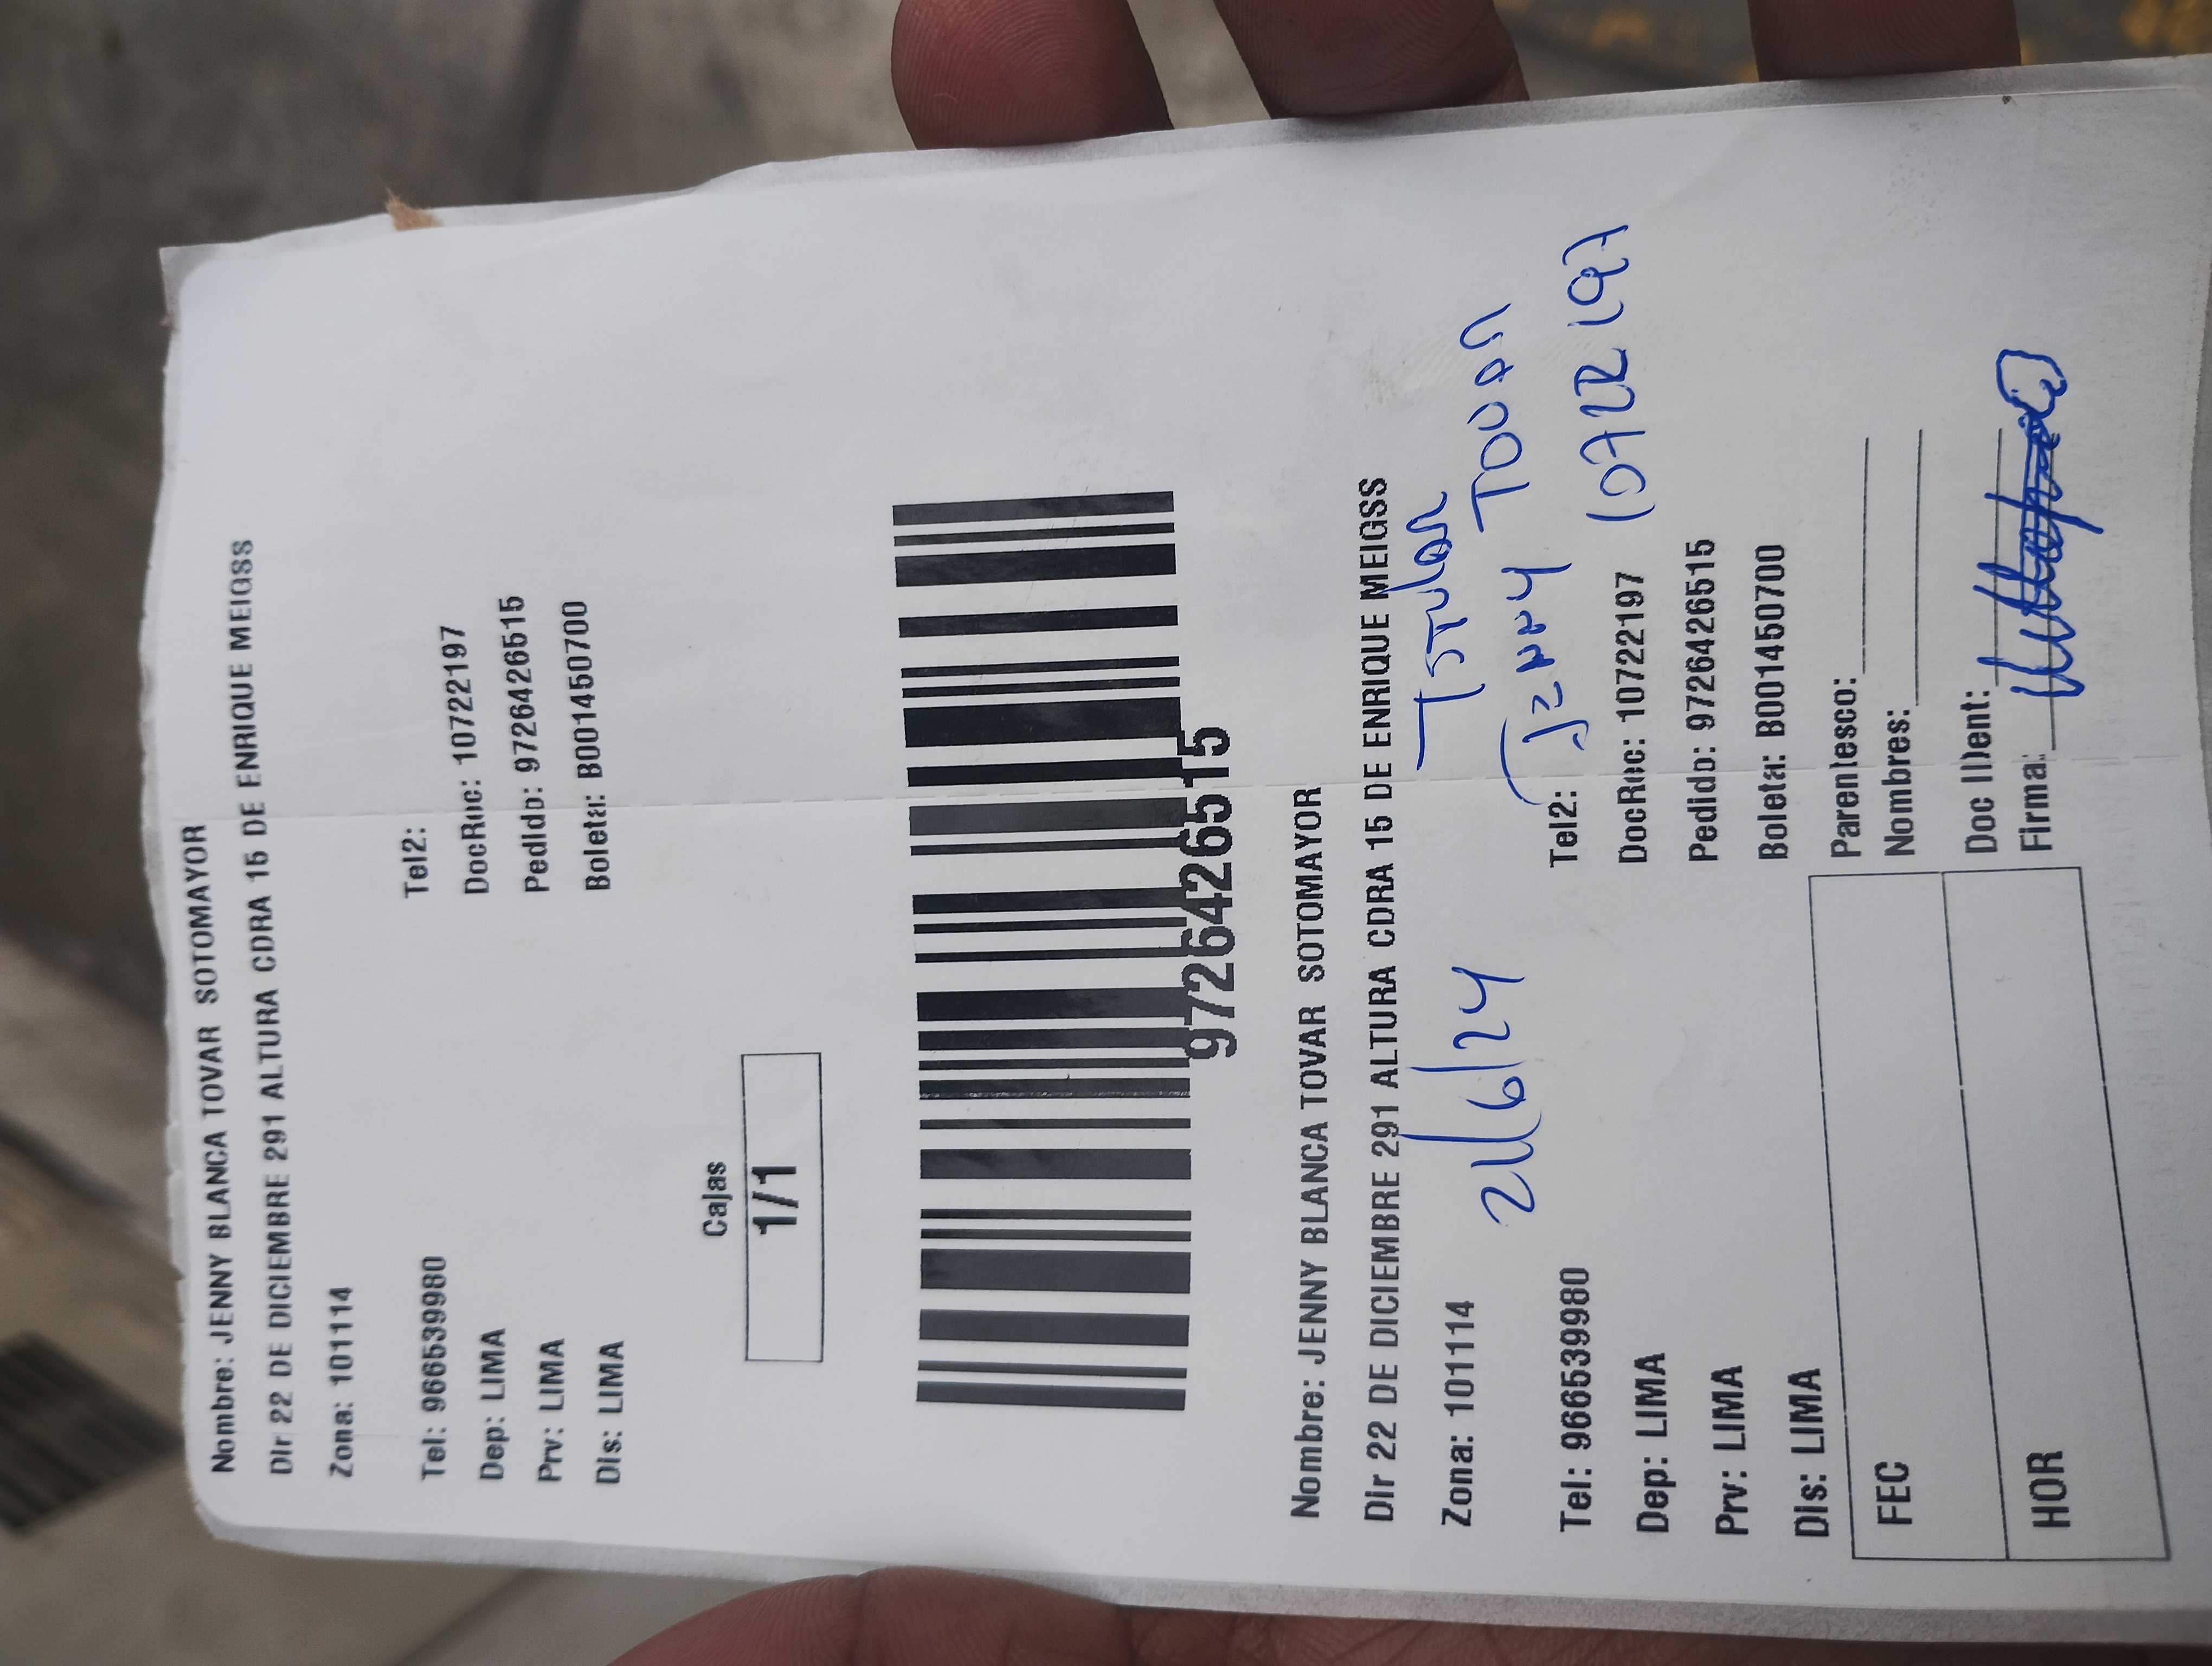 Nombre: JENNY BLANCA TOVAR SOTOMAYOR
Dir 22 DE DICIEMBRE 291 ALTURA CDRA 15 DE ENRIQUE MEIGSS
Zona: 101114
Tel: 966539980 Tel2:
Dep: LIMA DocRuc: 10722197
Prv: LIMA Pedido: 9726426515
Dis: LIMA Boleta: B001450700
Cajas
1/1
9726426515
Nombre: JENNY BLANCA TOVAR SOTOMAYOR
Dir 22 DE DICIEMBRE 291 ALTURA CDRA 15 DE ENRIQUE MEIGSS
Zona: 101114 21/6/24 Titular
Jenny Tovar
Tel: 966539980 Tel2: 10722197
Dep: LIMA DocRuc: 10722197
Prv: LIMA Pedido: 9726426515
Dis: LIMA Boleta: B001450700
FEC Parentesco:
Nombres:
HOR Doc IDent:
Firma: